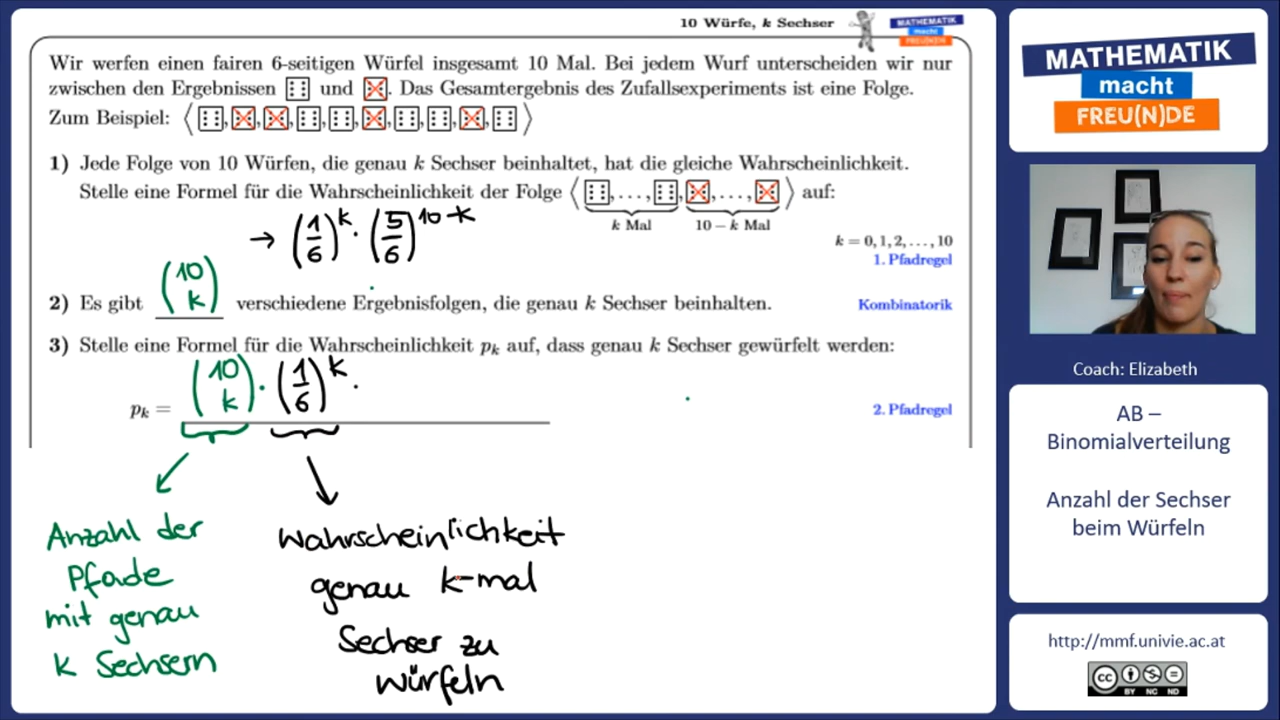 10 Würfe, k Sechser
MATHEMATIK
macht
FREU(N)DE
Wir werfen einen fairen 6-seitigen Würfel insgesamt 10 Mal. Bei jedem Wurf unterscheiden wir nur
zwischen den Ergebnissen und . Das Gesamtergebnis des Zufallsexperiments ist eine Folge.
Zum Beispiel: ⟨ , , , , , , , , , ⟩
1) Jede Folge von 10 Würfen, die genau k Sechser beinhaltet, hat die gleiche Wahrscheinlichkeit.
Stelle eine Formel für die Wahrscheinlichkeit der Folge ⟨ ,…, , ,…, ⟩ auf:
k Mal 10 − k Mal
→ (1/6)^k · (5/6)^10-k
k = 0, 1, 2, …, 10
1. Pfadregel
2) Es gibt (10 k) verschiedene Ergebnisfolgen, die genau k Sechser beinhalten.
Kombinatorik
3) Stelle eine Formel für die Wahrscheinlichkeit pk auf, dass genau k Sechser gewürfelt werden:
pk = (10 k) · (1/6)^k ·
2. Pfadregel
Anzahl der
Pfade
mit genau
k Sechsern
Wahrscheinlichkeit
genau k-mal
Sechser zu
würfeln
MATHEMATIK
macht
FREU(N)DE
Coach: Elizabeth
AB –
Binomialverteilung
Anzahl der Sechser
beim Würfeln
http://mmf.univie.ac.at
cc
BY NC ND